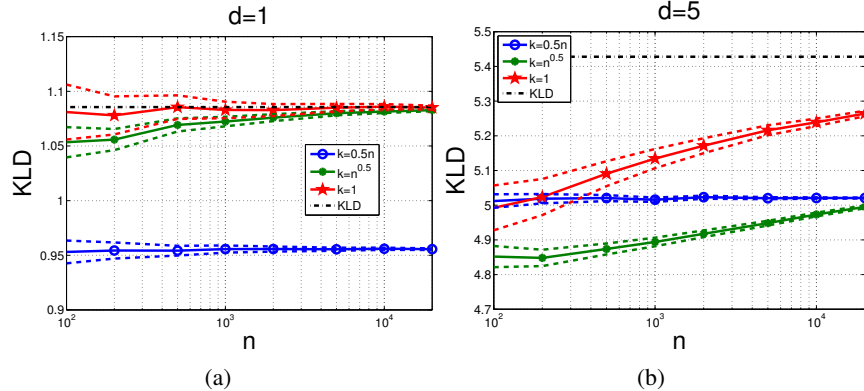 d=1
1.15
1.1
1.05
1
0.95
0.9
KLD
10^2
10^3
10^4
n
k=0.5n
k=n^0.5
k=1
KLD
(a)
d=5
5.5
5.4
5.3
5.2
5.1
5
4.9
4.8
4.7
KLD
10^2
10^3
10^4
n
k=0.5n
k=n^0.5
k=1
KLD
(b)